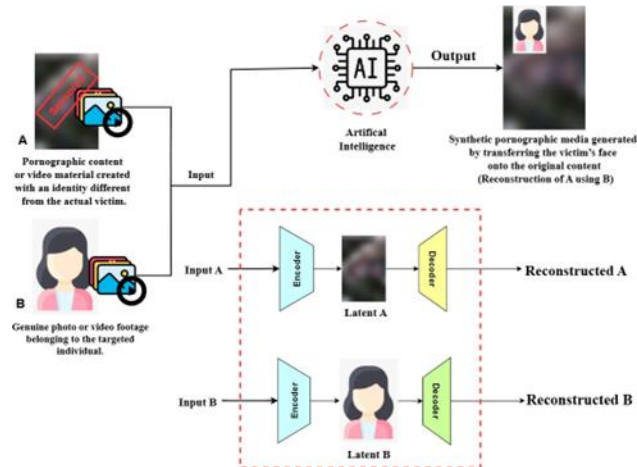 AI
Output
Artifical
Intelligence
A
Pornographic content
or video material created
with an identity different
from the actual victim.
Input
Synthetic pornographic media generated
by transferring the victim's face
onto the original content
(Reconstruction of A using B)
B
Genuine photo or video footage
belonging to the targeted
individual.
Input A
Encoder
Latent A
Decoder
Reconstructed A
Input B
Encoder
Latent B
Decoder
Reconstructed B